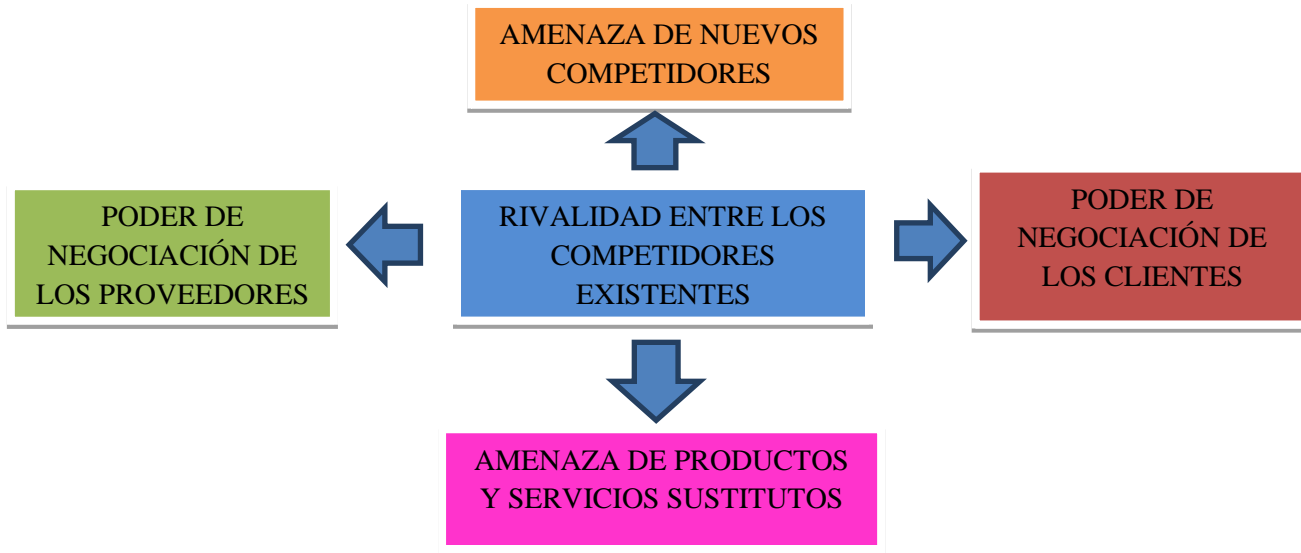 AMENAZA DE NUEVOS
COMPETIDORES
PODER DE
NEGOCIACIÓN DE
LOS PROVEEDORES
RIVALIDAD ENTRE LOS
COMPETIDORES
EXISTENTES
PODER DE
NEGOCIACIÓN DE
LOS CLIENTES
AMENAZA DE PRODUCTOS
Y SERVICIOS SUSTITUTOS